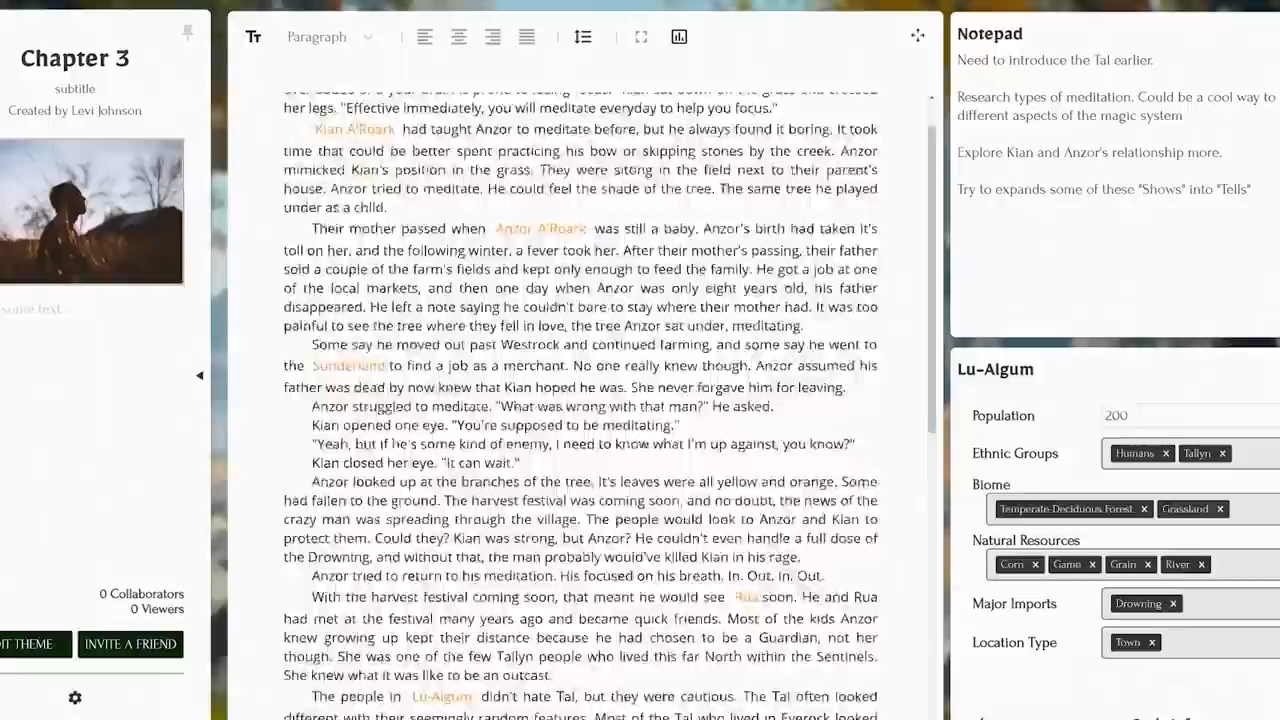 Chapter 3
subtitle
Created by Levi Johnson
some text..
0 Collaborators
0 Viewers
IT THEME
INVITE A FRIEND
Paragraph
her legs. "Effective immediately, you will meditate everyday to help you focus."
Kian A'Roark had taught Anzor to meditate before, but he always found it boring. It took
time that could be better spent practicing his bow or skipping stones by the creek. Anzor
mimicked Kian's position in the grass. They were sitting in the field next to their parent's
house. Anzor tried to meditate. He could feel the shade of the tree. The same tree he played
under as a child.
Their mother passed when Anzor A'Roark was still a baby. Anzor's birth had taken it's
toll on her, and the following winter, a fever took her. After their mother's passing, their father
sold a couple of the farm's fields and kept only enough to feed the family. He got a job at one
of the local markets, and then one day when Anzor was only eight years old, his father
disappeared. He left a note saying he couldn't bare to stay where their mother had. It was too
painful to see the tree where they fell in love, the tree Anzor sat under, meditating.
Some say he moved out past Westrock and continued farming, and some say he went to
the Sunderland to find a job as a merchant. No one really knew though. Anzor assumed his
father was dead by now knew that Kian hoped he was. She never forgave him for leaving.
Anzor struggled to meditate. "What was wrong with that man?" He asked.
Kian opened one eye. "You're supposed to be meditating."
"Yeah, but if he's some kind of enemy, I need to know what I'm up against, you know?"
Kian closed her eye. "It can wait."
Anzor looked up at the branches of the tree. It's leaves were all yellow and orange. Some
had fallen to the ground. The harvest festival was coming soon, and no doubt, the news of the
crazy man was spreading through the village. The people would look to Anzor and Kian to
protect them. Could they? Kian was strong, but Anzor? He couldn't even handle a full dose of
the Drowning, and without that, the man probably would've killed Kian in his rage.
Anzor tried to return to his meditation. His focused on his breath. In. Out. In. Out.
With the harvest festival coming soon, that meant he would see Rua soon. He and Rua
had met at the festival many years ago and became quick friends. Most of the kids Anzor
knew growing up kept their distance because he had chosen to be a Guardian, not her
though. She was one of the few Tallyn people who lived this far North within the Sentinels.
She knew what it was like to be an outcast.
The people in Lu-Algum didn't hate Tal, but they were cautious. The Tal often looked
different with their seemingly random features. Most of the Tal who lived in Everock looked
Notepad
Need to introduce the Tal earlier.
Research types of meditation. Could be a cool way to
different aspects of the magic system
Explore Kian and Anzor's relationship more.
Try to expands some of these "Shows" into "Tells"
Lu-Algum
Population 200
Ethnic Groups Humans x Tallyn x
Biome
Temperate-Deciduous Forest x Grassland x
Natural Resources
Corn x Game x Grain x River x
Major Imports Drowning x
Location Type Town x